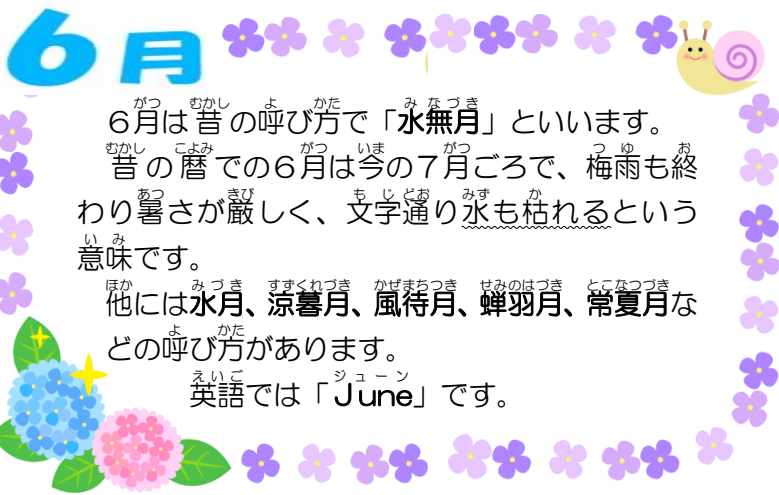 6月
6月は昔の呼び方で「水無月」といいます。
昔の暦での6月は今の7月ごろで、梅雨も終
わり暑さが厳しく、文字通り水も枯れるという
意味です。
他には水月、涼暮月、風待月、蝉羽月、常夏月な
どの呼び方があります。
英語では「June」です。